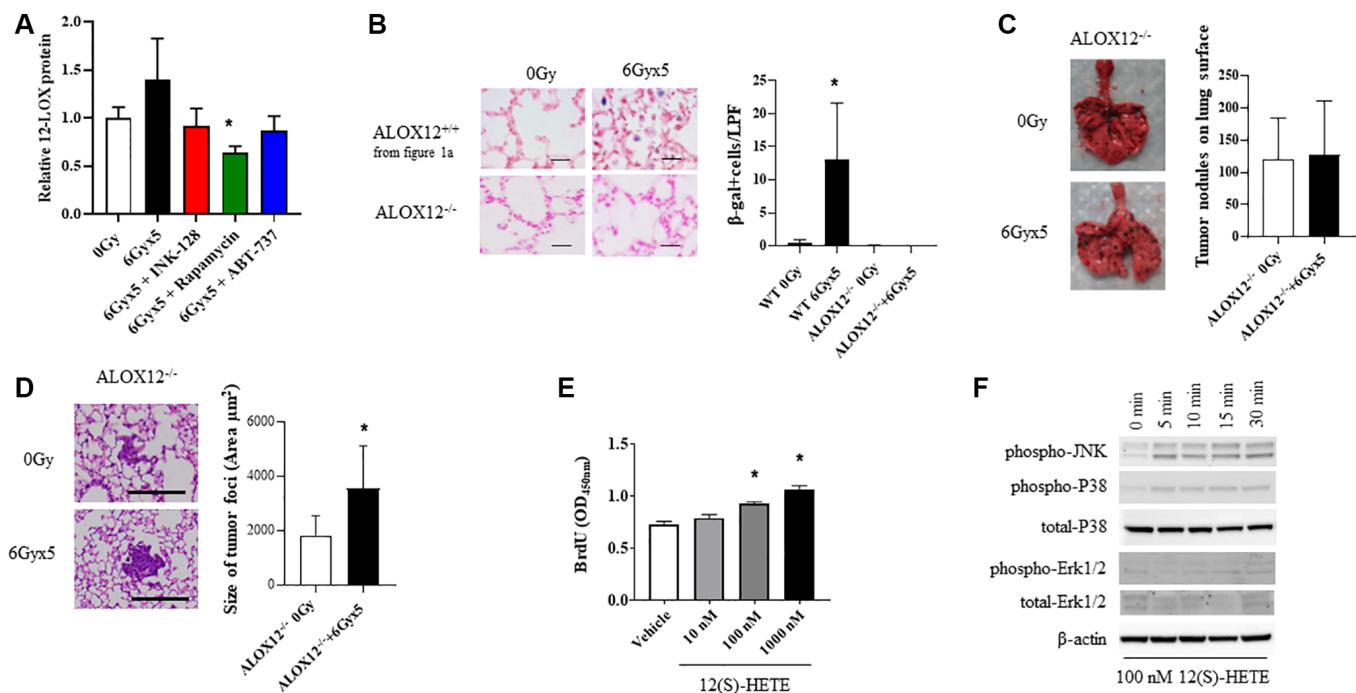 A
Relative 12-LOX protein
2.0
1.5
1.0
0.5
0.0
0Gy
6Gyx5
6Gyx5 + INK-128
6Gyx5 + Rapamycin
6Gyx5 + ABT-737
*
B
0Gy
6Gyx5
ALOX12+/+
from figure 1a
ALOX12-/-
β-gal+cells/LPF
25
20
15
10
5
0
*
WT 0Gy
WT 6Gyx5
ALOX12-/- 0Gy
ALOX12-/-+6Gyx5
C
ALOX12-/-
0Gy
6Gyx5
Tumor nodes on lung surface
250
200
150
100
50
0
ALOX12-/- 0Gy
ALOX12-/-+6Gyx5
D
ALOX12-/-
0Gy
6Gyx5
Size of tumor foci (Area µm2)
6000
4000
2000
0
*
ALOX12-/- 0Gy
ALOX12-/-+6Gyx5
E
BrdU (OD450nm)
1.5
1.0
0.5
0.0
*
*
Vehicle
10 nM
100 nM
1000 nM
12(S)-HETE
F
0 min
5 min
10 min
15 min
30 min
phospho-JNK
phospho-P38
total-P38
phospho-Erk1/2
total-Erk1/2
β-actin
100 nM 12(S)-HETE